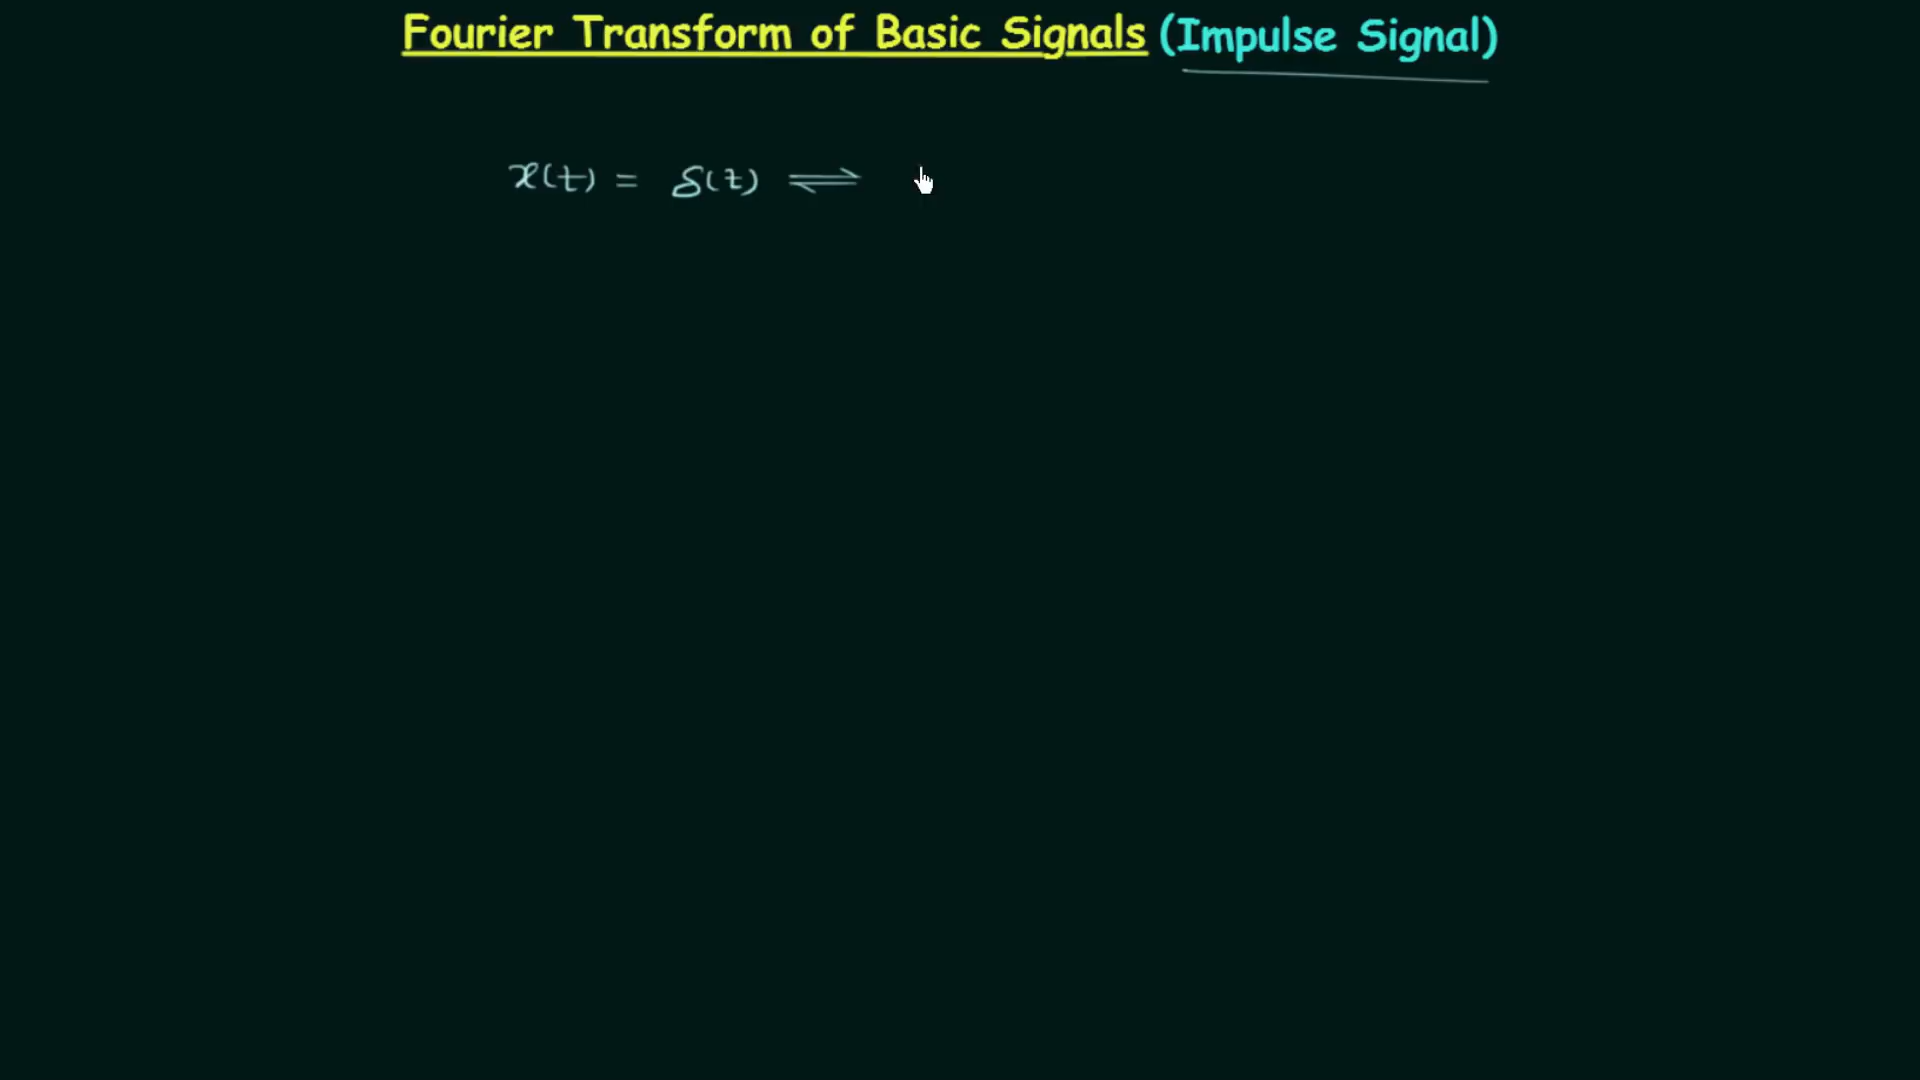 Fourier Transform of Basic Signals (Impulse Signal)
x(t) = δ(t) ⇌